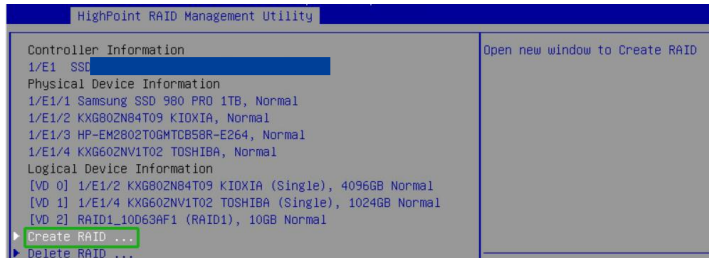 HighPoint RAID Management Utility
Controller Information
1/E1 SSD
Physical Device Information
1/E1/1 Samsung SSD 980 PRO 1TB, Normal
1/E1/2 KXG80ZN84T09 KIOXIA, Normal
1/E1/3 HP-EM2802T0GMTCB58R-E264, Normal
1/E1/4 KXG60ZNV1T02 TOSHIBA, Normal
Logical Device Information
[VD 0] 1/E1/2 KXG80ZN84T09 KIOXIA (Single), 4096GB Normal
[VD 1] 1/E1/4 KXG60ZNV1T02 TOSHIBA (Single), 1024GB Normal
[VD 2] RAID1_10D63AF1 (RAID1), 10GB Normal
Create RAID ...
Delete RAID ...
Open new window to Create RAID